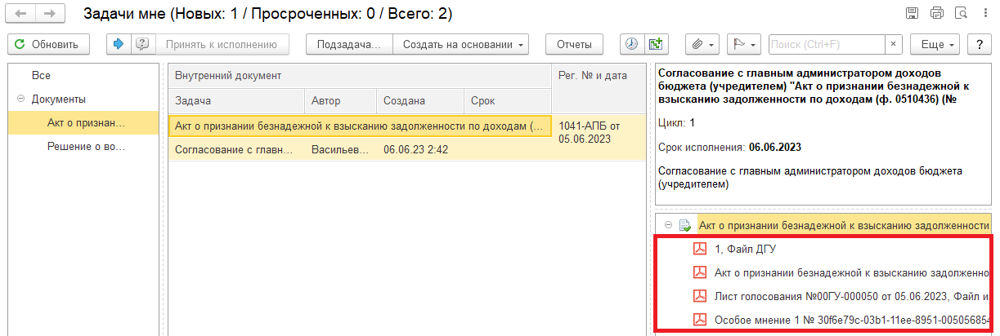 Задачи мне (Новых: 1 / Просроченных: 0 / Всего: 2)
Обновить
Принять к исполнению
Подзадача...
Создать на основании
Отчеты
Поиск (Ctrl+F)
×
Еще
?
Все
Документы
Акт о признан...
Решение о во...
Внутренний документ
Рег. № и дата
Задача
Автор
Создана
Срок
Акт о признании безнадежной к взысканию задолженности по доходам (...
1041-АПБ от
05.06.2023
Согласование с главн...
Васильев...
06.06.23 2:42
Согласование с главным администратором доходов
бюджета (учредителем) "Акт о признании безнадежной к
взысканию задолженности по доходам (ф. 0510436) (№
Цикл: 1
Срок исполнения: 06.06.2023
Согласование с главным администратором доходов бюджета
(учредителем)
Акт о признании безнадежной к взысканию задолженности
1, Файл ДГУ
Акт о признании безнадежной к взысканию задолженно
Лист голосования №00ГУ-000050 от 05.06.2023, Файл и
Особое мнение 1 № 30f6e79c-03b1-11ee-8951-005056854